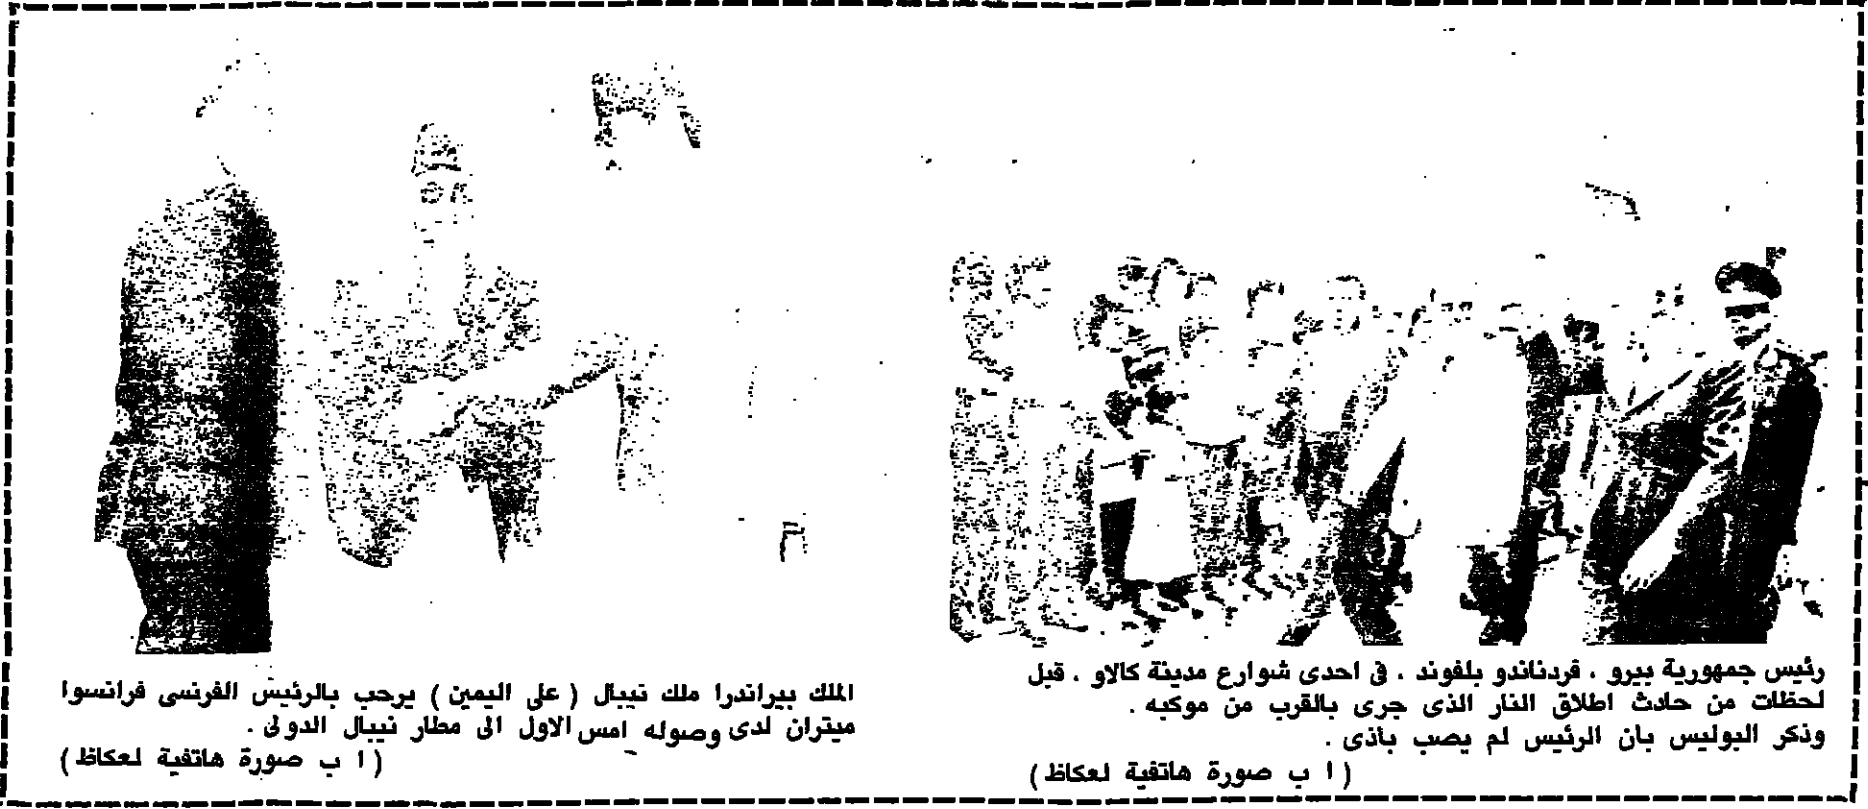 رئيس جمهورية بيرو ، فردناندو بلفوند ، فى احدى شوارع مدينة كالاو ، قبل
لحظات من حادث اطلاق النار الذى جرى بالقرب من موكبه .
وذكر البوليس بان الرئيس لم يصب بأذى .
( ا ب صورة هاتفية لعكاظ )
الملك بيراندرا ملك نيبال ( على اليمين ) يرحب بالرئيس الفرنسى فرانسوا
ميتران لدى وصوله امس الاول الى مطار نيبال الدولى .
( ا ب صورة هاتفية لعكاظ )